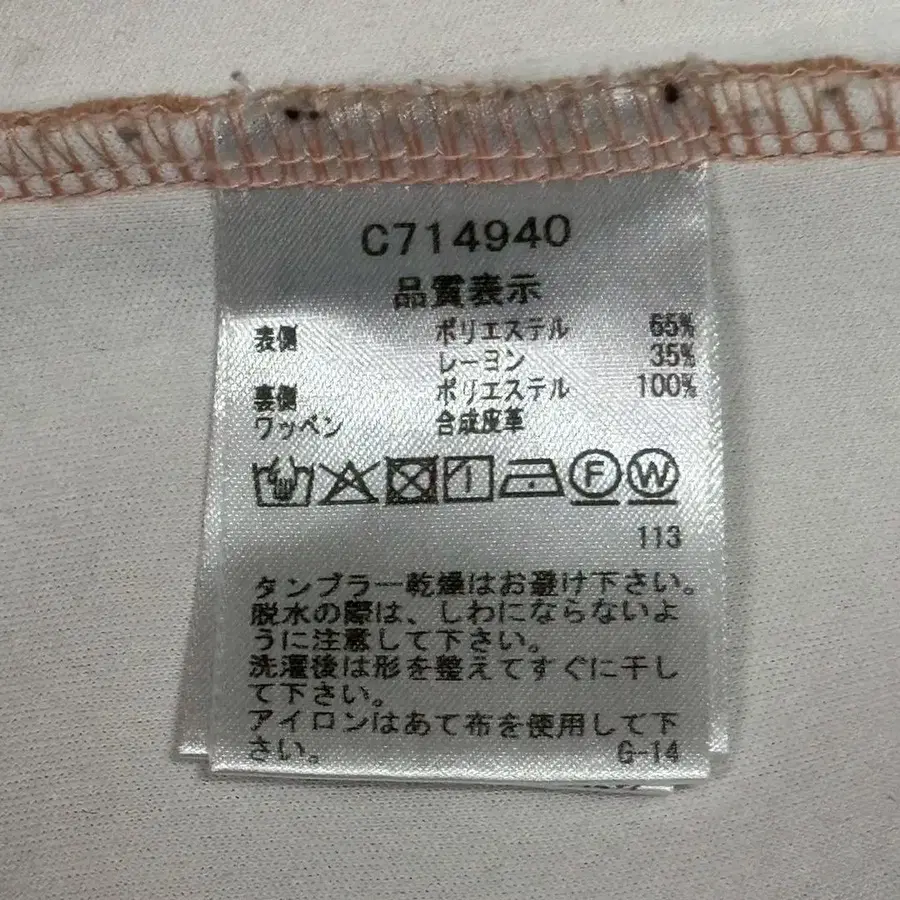 C714940
品質表示
表側 ポリエステル 65%
レーヨン 35%
裏側 ポリエステル 100%
ワッペン 合成皮革
F W
113
タンブラー乾燥はお避け下さい。
脱水の際は、しわにならないよ
うに注意して下さい。
洗濯後は形を整えてすぐに干し
て下さい。
アイロンはあて布を使用して下
さい。 G-14